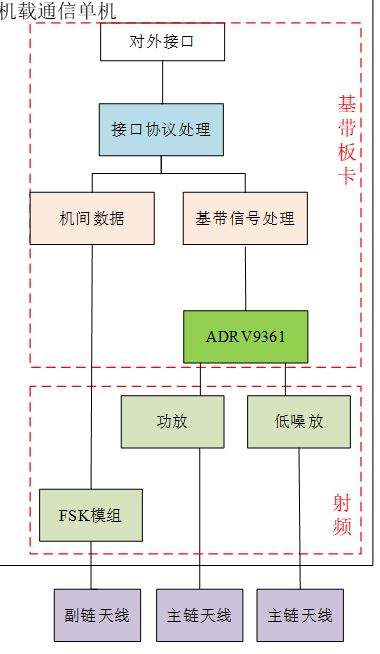 机载通信单机
对外接口
基带板卡
接口协议处理
机间数据
基带信号处理
ADRV9361
功放
低噪放
FSK模组
射频
副链天线
主链天线
主链天线